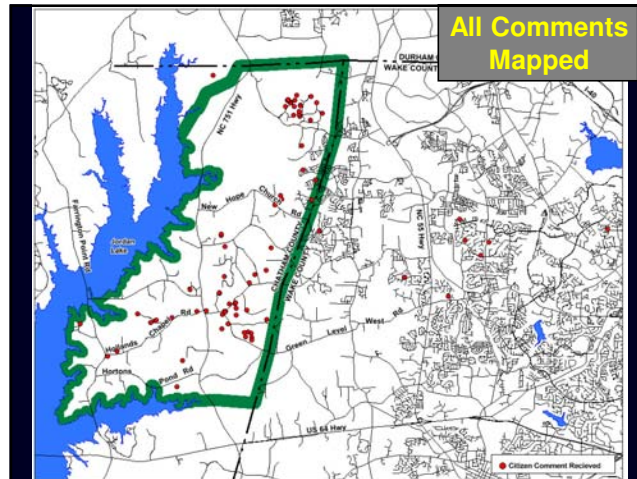 All Comments
Mapped
DURHAM
WAKE COUNTY
I-40
NC 751 Hwy
New Hope Church Rd
Farrington Point Rd
Jordan
Lake
CHATHAM COUNTY
WAKE COUNTY
NC 55 Hwy
Hollands Chapel Rd
Green Level West Rd
Hortons Pond Rd
US 64 Hwy
Citizen Comment Recieved